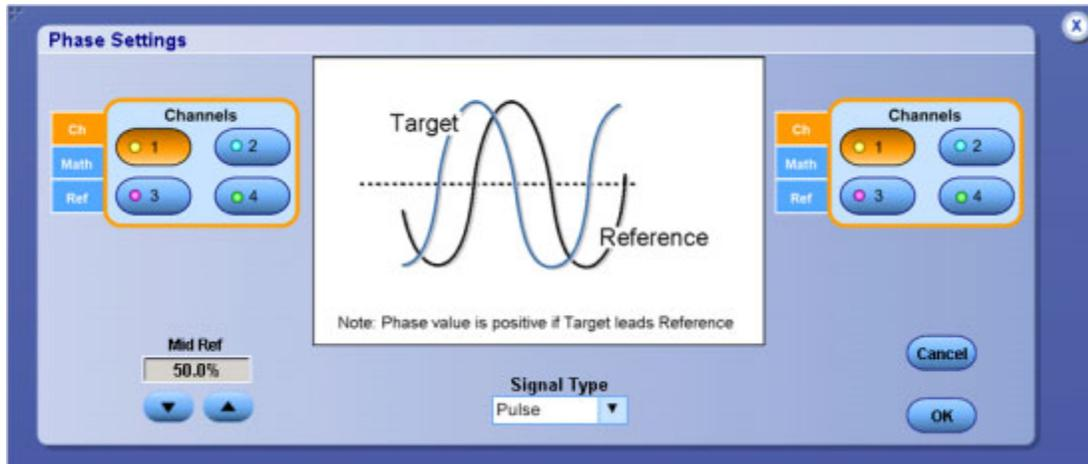 X
Phase Settings
Channels
Ch
1
2
Math
Ref
3
4
Target
Reference
Note: Phase value is positive if Target leads Reference
Channels
Ch
1
2
Math
Ref
3
4
Mid Ref
50.0%
Signal Type
Pulse
Cancel
OK